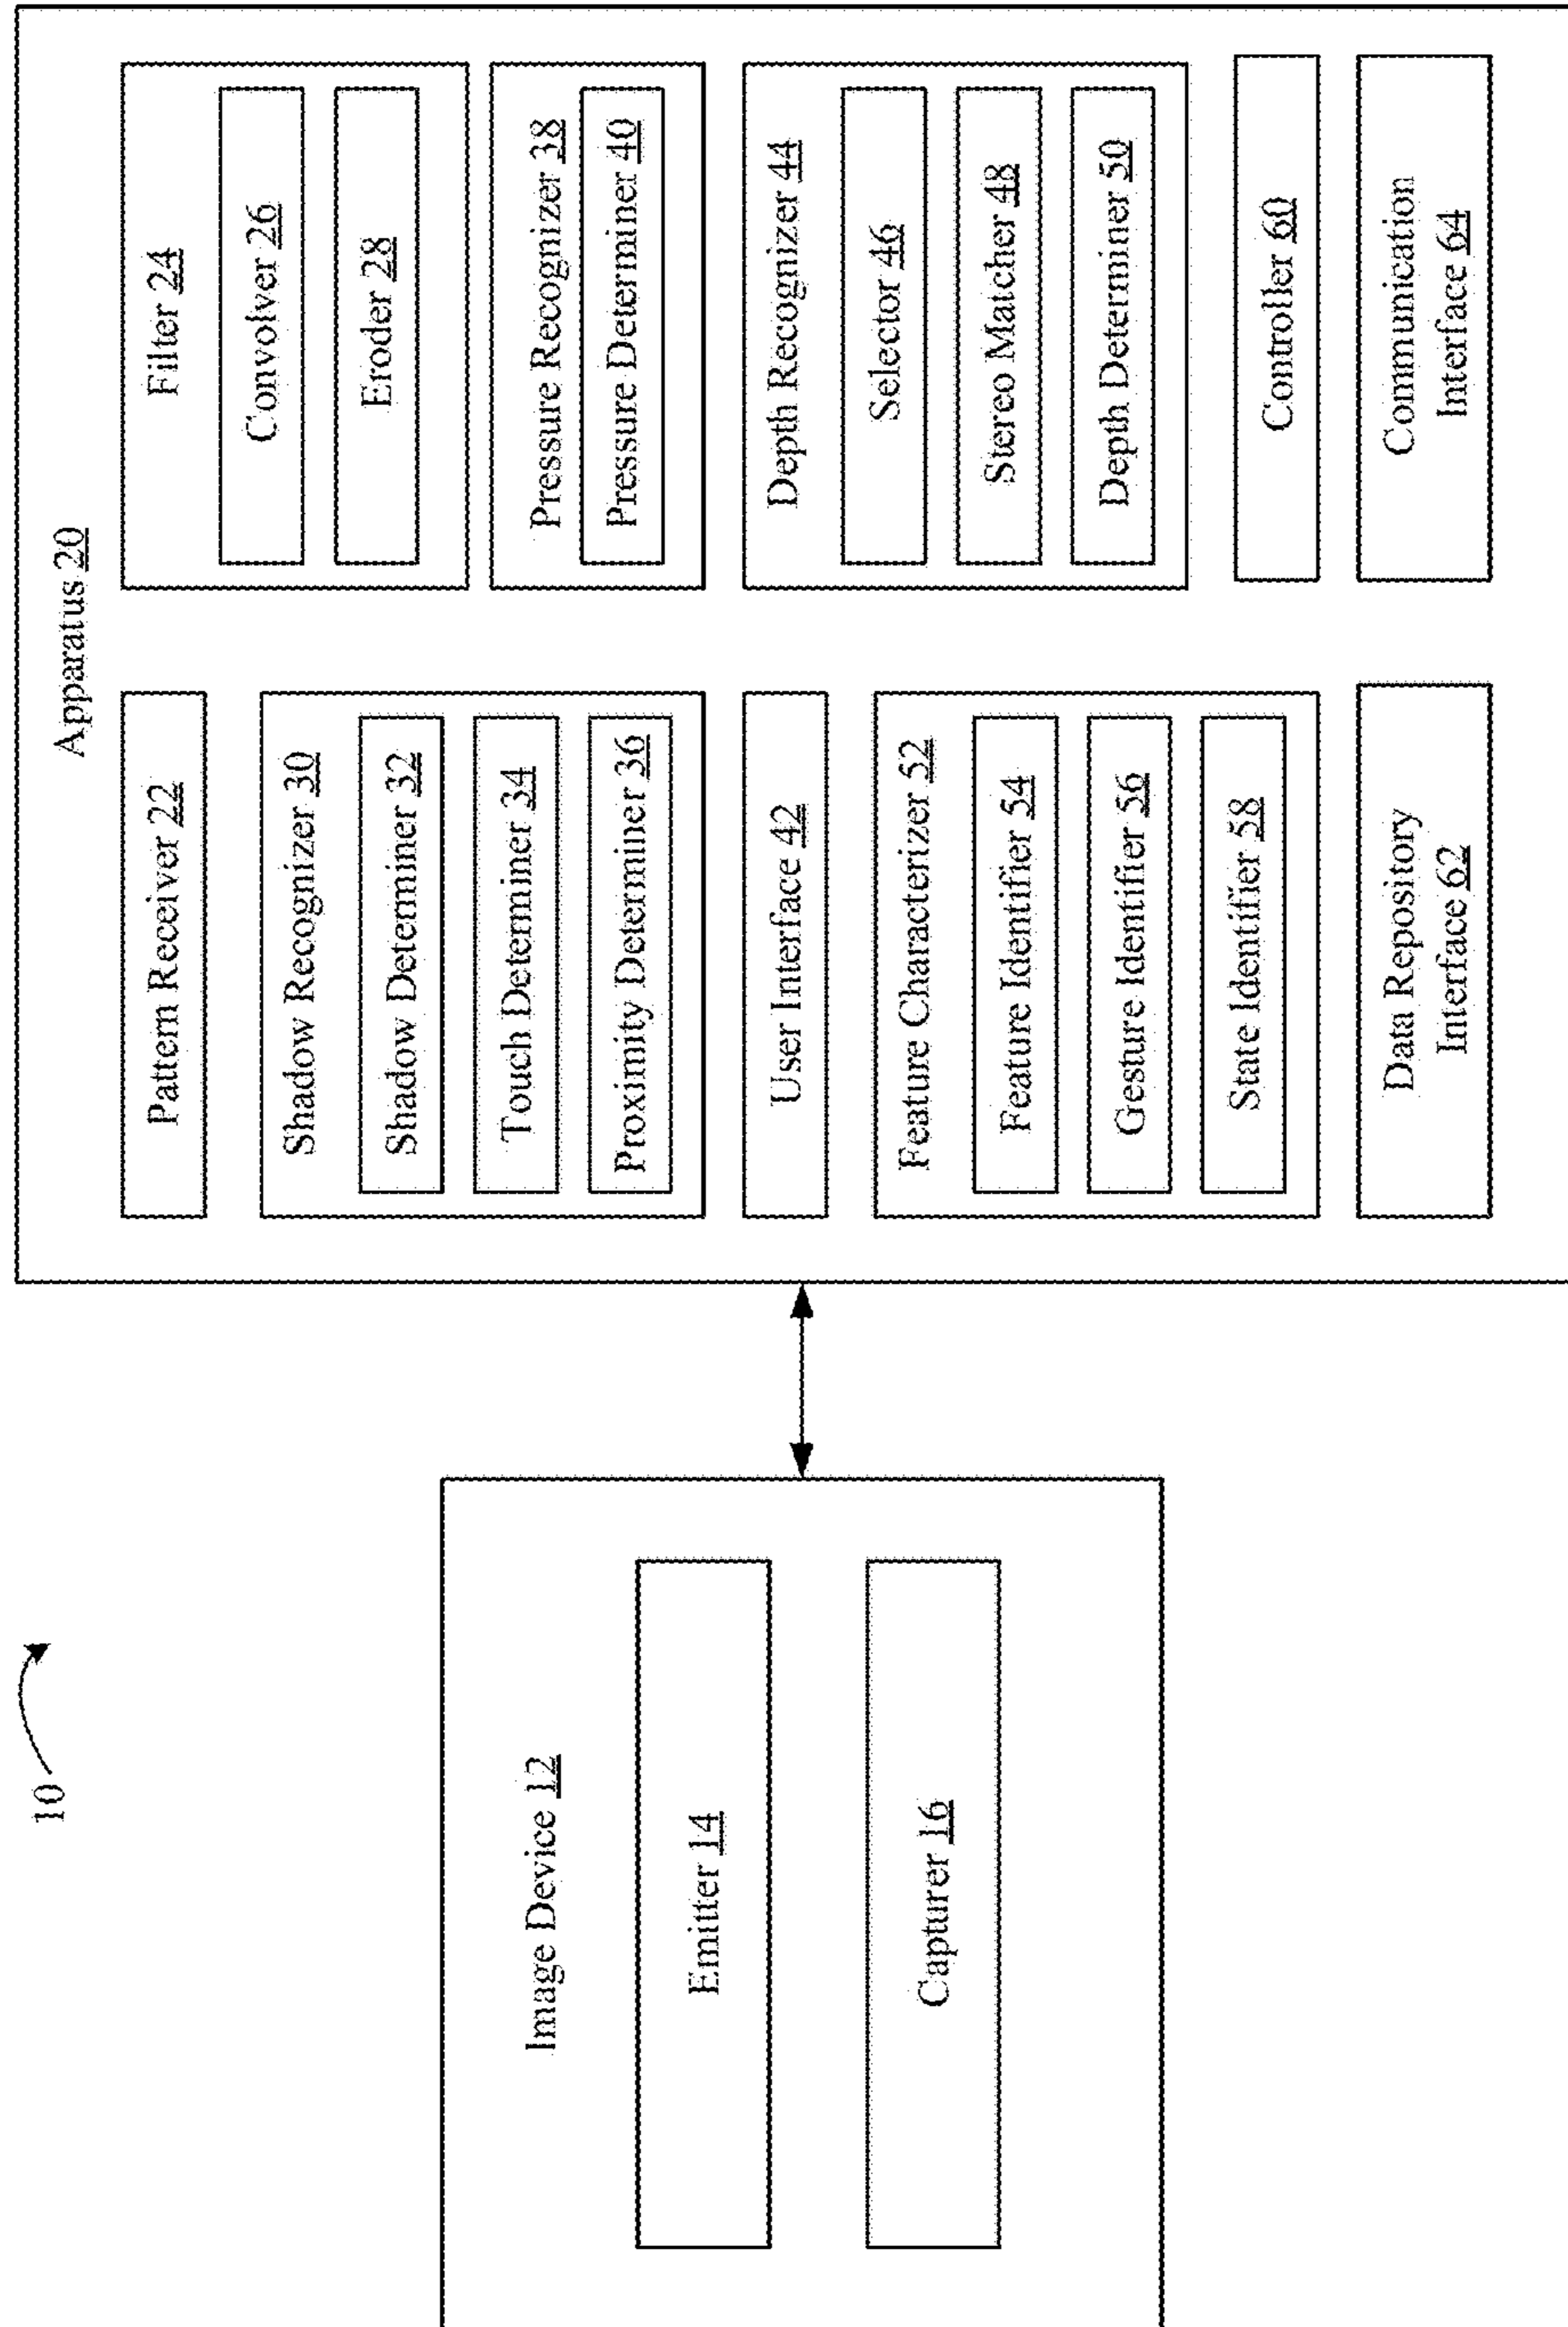 10
Image Device 12
Emitter 14
Capturer 16
Apparatus 20
Pattern Receiver 22
Shadow Recognizer 30
Shadow Determiner 32
Touch Determiner 34
Proximity Determiner 36
User Interface 42
Feature Characterizer 52
Feature Identifier 54
Gesture Identifier 56
State Identifier 58
Data Repository
Interface 62
Filter 24
Convolver 26
Eroder 28
Pressure Recognizer 38
Pressure Determiner 40
Depth Recognizer 44
Selector 46
Stereo Matcher 48
Depth Determiner 50
Controller 60
Communication
Interface 64